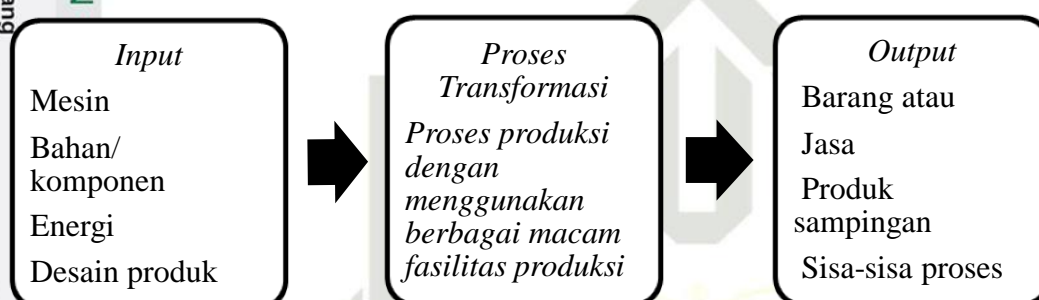 ang
Input
Mesin
Bahan/
komponen
Energi
Desain produk
Proses
Transformasi
Proses produksi
dengan
menggunakan
berbagai macam
fasilitas produksi
Output
Barang atau
Jasa
Produk
sampingan
Sisa-sisa proses